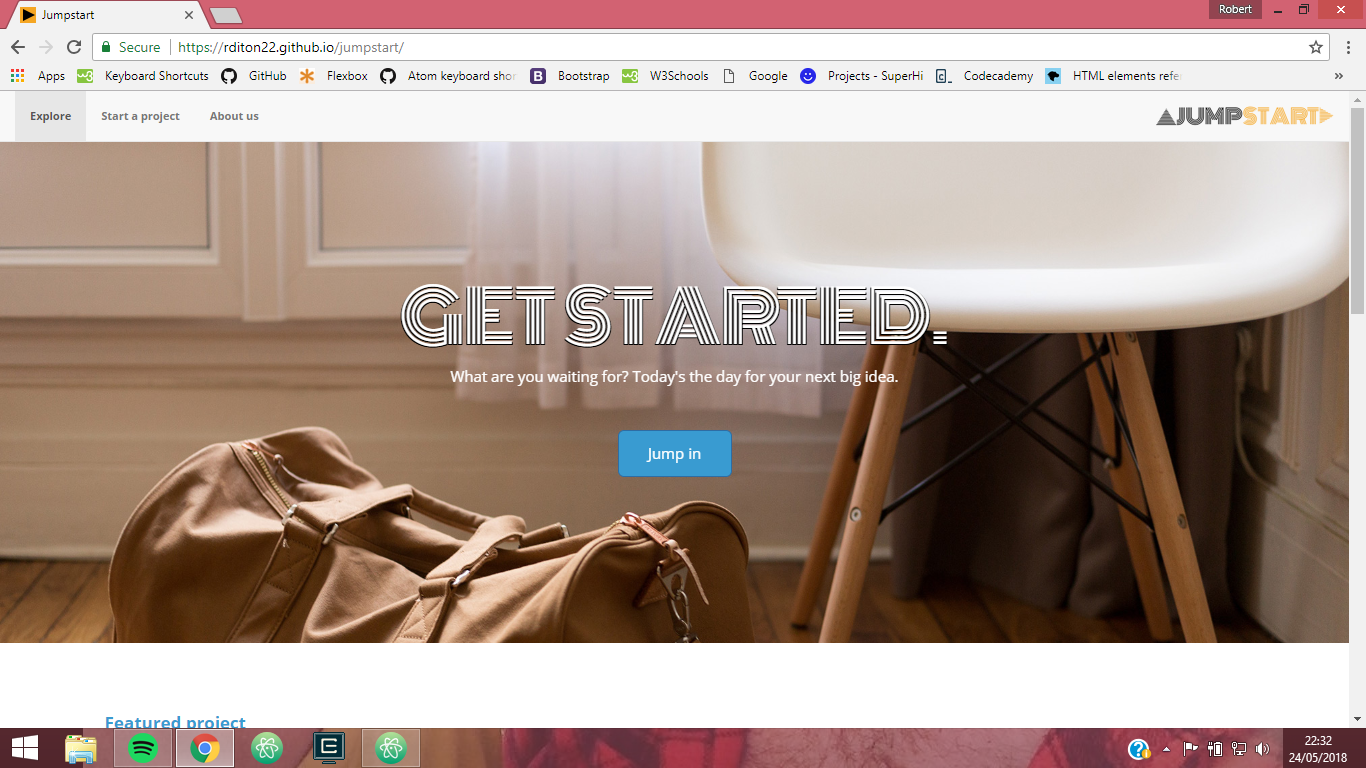 Jumpstart
Robert
Secure
https://rditon22.github.io/jumpstart/
Apps
Keyboard Shortcuts
GitHub
Flexbox
Atom keyboard shor
Bootstrap
W3Schools
Google
Projects - SuperHi
Codecademy
HTML elements refe
Explore
Start a project
About us
JUMPSTART
GET STARTED.
What are you waiting for? Today's the day for your next big idea.
Jump in
Featured project
22:32
24/05/2018